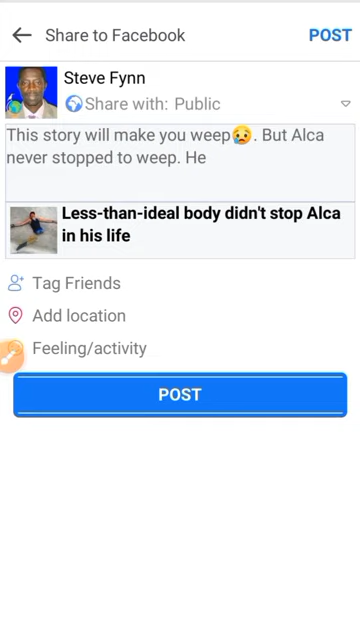 Share to Facebook
POST
Steve Fynn
Share with: Public
This story will make you weep😢. But Alca
never stopped to weep. He
Less-than-ideal body didn't stop Alca
in his life
Tag Friends
Add location
Feeling/activity
POST